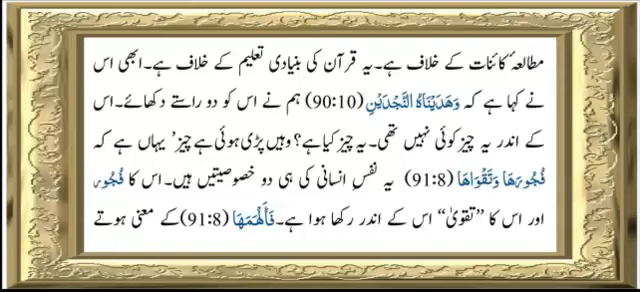 مطالعۂ کائنات کے خلاف ہے۔ یہ قرآن کی بنیادی تعلیم کے خلاف ہے۔ ابھی اس
نے کہا ہے کہ وَهَدَيْنَاهُ النَّجْدَيْنِ (90:10) ہم نے اس کو دو راستے دکھائے۔ اس
کے اندر یہ چیز کوئی نہیں تھی۔ یہ چیز کیا ہے؟ وہیں پڑی ہوئی ہے چیز’ یہاں ہے کہ
فُجُورَهَا وَتَقْوَاهَا (91:8) یہ نفسِ انسانی کی ہی دو خصوصیتیں ہیں۔ اس کا فُجُور
اور اس کا ”تقویٰ“ اس کے اندر رکھا ہوا ہے۔ فَأَلْهَمَهَا (91:8) کے معنی ہوتے